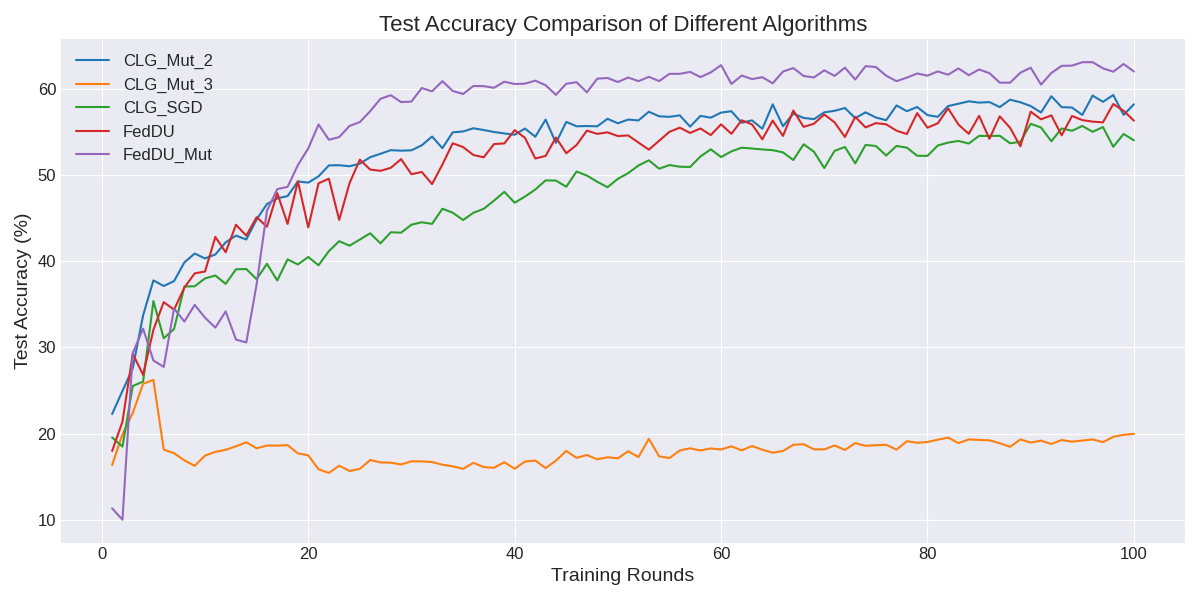 Test Accuracy Comparison of Different Algorithms
CLG_Mut_2
CLG_Mut_3
CLG_SGD
FedDU
FedDU_Mut
60
50
40
30
20
10
Test Accuracy (%)
0 20 40 60 80 100
Training Rounds